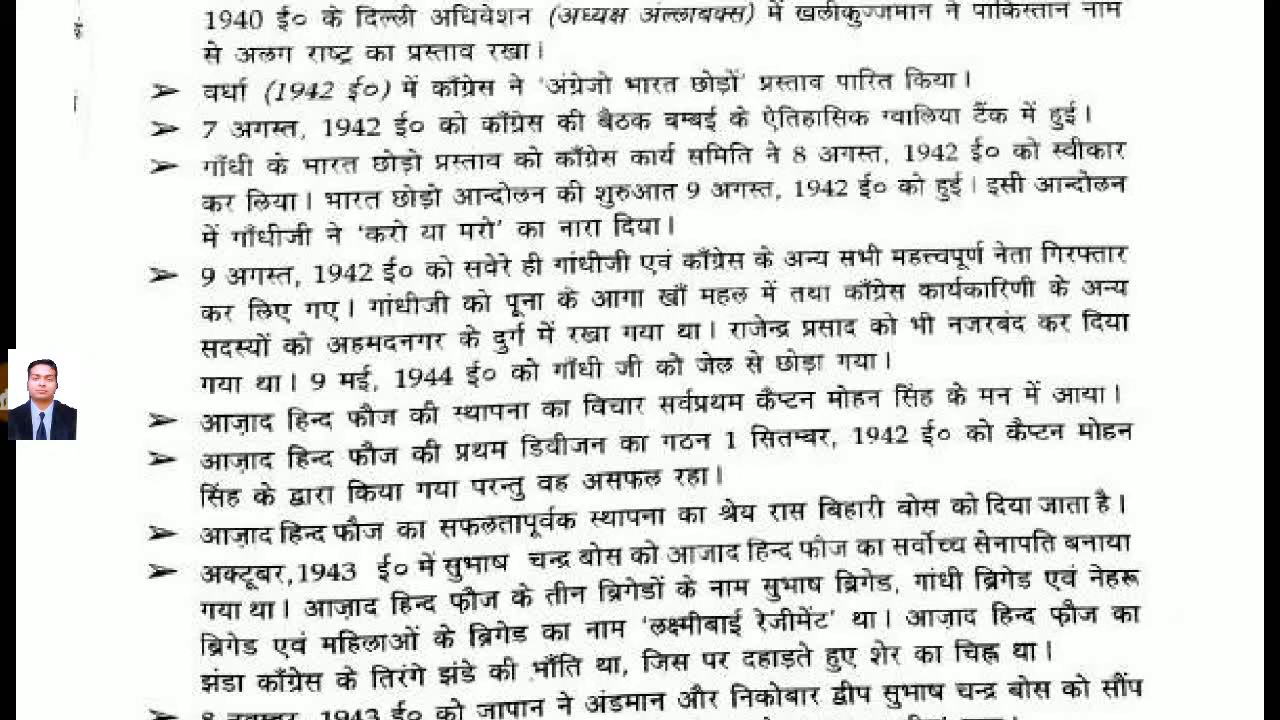 1940 ई० के दिल्ली अधिवेशन (अध्यक्ष अंल्लाबक्स) में खलीकुज्जमान ने पाकिस्तान नाम
से अलग राष्ट्र का प्रस्ताव रखा।
➢ वर्धा (1942 ई०) में काँग्रेस ने 'अंग्रेजो भारत छोड़ों' प्रस्ताव पारित किया।
➢ 7 अगस्त, 1942 ई० को काँग्रेस की बैठक बम्बई के ऐतिहासिक ग्वालिया टैंक में हुई।
➢ गाँधी के भारत छोड़ो प्रस्ताव को काँग्रेस कार्य समिति ने 8 अगस्त, 1942 ई० को स्वीकार
कर लिया। भारत छोड़ो आन्दोलन की शुरुआत 9 अगस्त, 1942 ई० को हुई। इसी आन्दोलन
में गाँधीजी ने 'करो या मरो' का नारा दिया।
➢ 9 अगस्त, 1942 ई० को सवेरे ही गांधीजी एवं काँग्रेस के अन्य सभी महत्त्वपूर्ण नेता गिरफ्तार
कर लिए गए। गांधीजी को पूना के आगा खाँ महल में तथा काँग्रेस कार्यकारिणी के अन्य
सदस्यों को अहमदनगर के दुर्ग में रखा गया था। राजेन्द्र प्रसाद को भी नजरबंद कर दिया
गया था। 9 मई, 1944 ई० को गाँधी जी को जेल से छोड़ा गया।
➢ आज़ाद हिन्द फौज की स्थापना का विचार सर्वप्रथम कैप्टन मोहन सिंह के मन में आया।
➢ आज़ाद हिन्द फौज की प्रथम डिवीजन का गठन 1 सितम्बर, 1942 ई० को कैप्टन मोहन
सिंह के द्वारा किया गया परन्तु वह असफल रहा।
➢ आज़ाद हिन्द फौज का सफलतापूर्वक स्थापना का श्रेय रास बिहारी बोस को दिया जाता है।
➢ अक्टूबर,1943 ई० में सुभाष चन्द्र बोस को आजाद हिन्द फौज का सर्वोच्च सेनापति बनाया
गया था। आज़ाद हिन्द फ़ौज के तीन ब्रिगेडों के नाम सुभाष ब्रिगेड, गांधी ब्रिगेड एवं नेहरू
ब्रिगेड एवं महिलाओं के ब्रिगेड का नाम 'लक्ष्मीबाई रेजीमेंट' था। आज़ाद हिन्द फ़ौज का
झंडा काँग्रेस के तिरंगे झंडे की भाँति था, जिस पर दहाड़ते हुए शेर का चिह्न था।
➢ 8 नवम्बर, 1943 ई० को जापान ने अंडमान और निकोबार द्वीप सुभाष चन्द्र बोस को सौंप